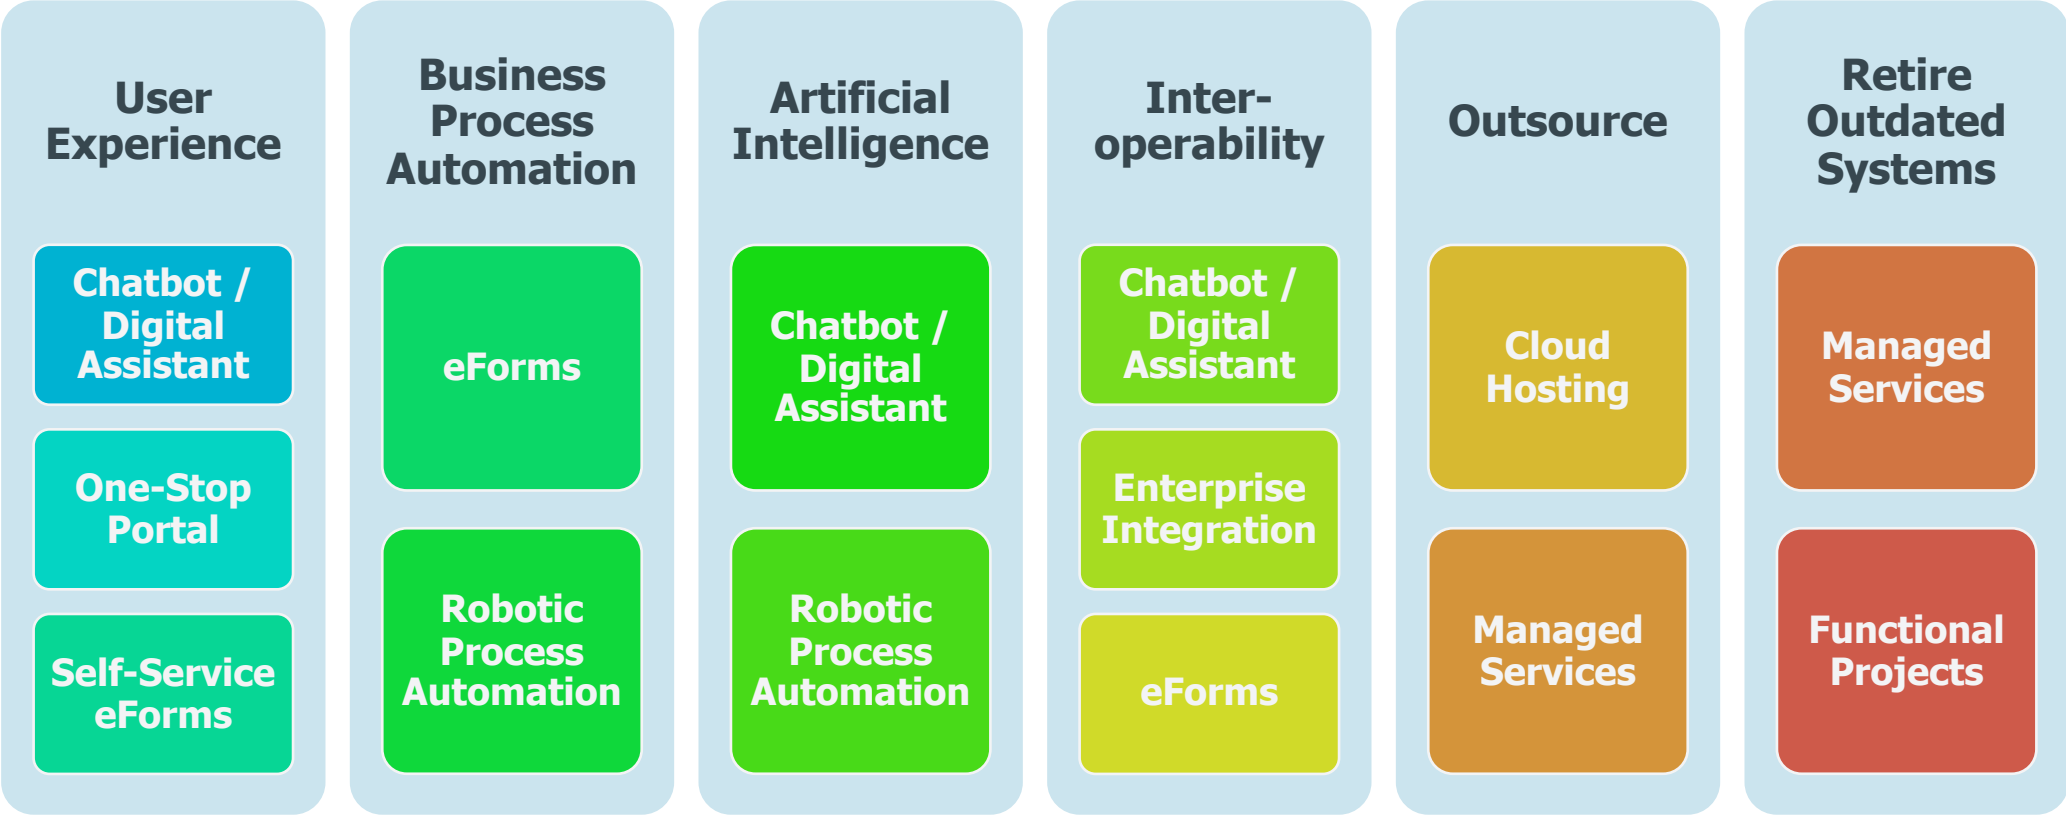 User
Experience
Chatbot /
Digital
Assistant
One-Stop
Portal
Self-Service
eForms
Business
Process
Automation
eForms
Robotic
Process
Automation
Artificial
Intelligence
Chatbot /
Digital
Assistant
Robotic
Process
Automation
Inter-
operability
Chatbot /
Digital
Assistant
Enterprise
Integration
eForms
Outsource
Cloud
Hosting
Managed
Services
Retire
Outdated
Systems
Managed
Services
Functional
Projects